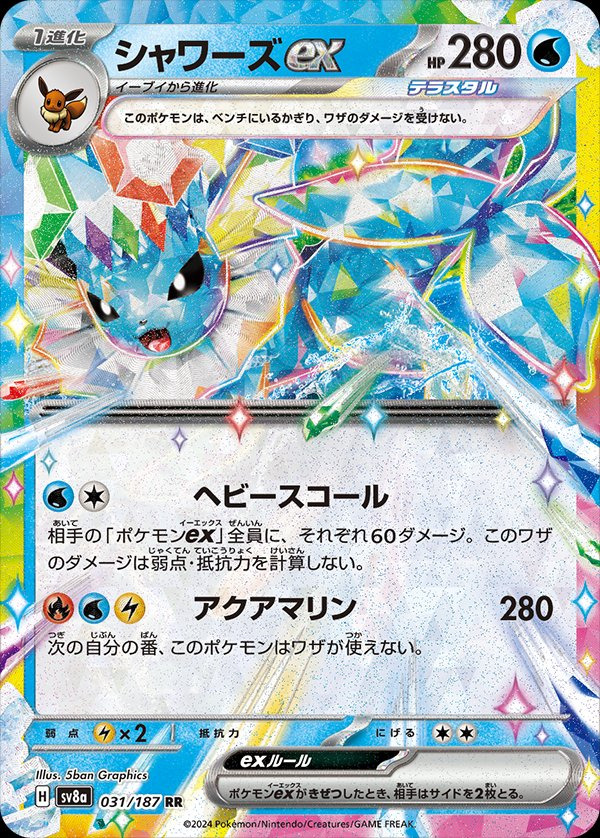 1進化
シャワーズex
HP280
イーブイから進化
テラスタル
このポケモンは、ベンチにいるかぎり、ワザのダメージを受けない。
ヘビースコール
相手の「ポケモンex」全員に、それぞれ60ダメージ。このワザ
のダメージは弱点・抵抗力を計算しない。
アクアマリン 280
次の自分の番、このポケモンはワザが使えない。
弱点 ×2 抵抗力 にげる
exルール
ポケモンexがきぜつしたとき、相手はサイドを2枚とる。
Illus. 5ban Graphics
H sv8a 031/187 RR
©2024 Pokémon/Nintendo/Creatures/GAME FREAK.